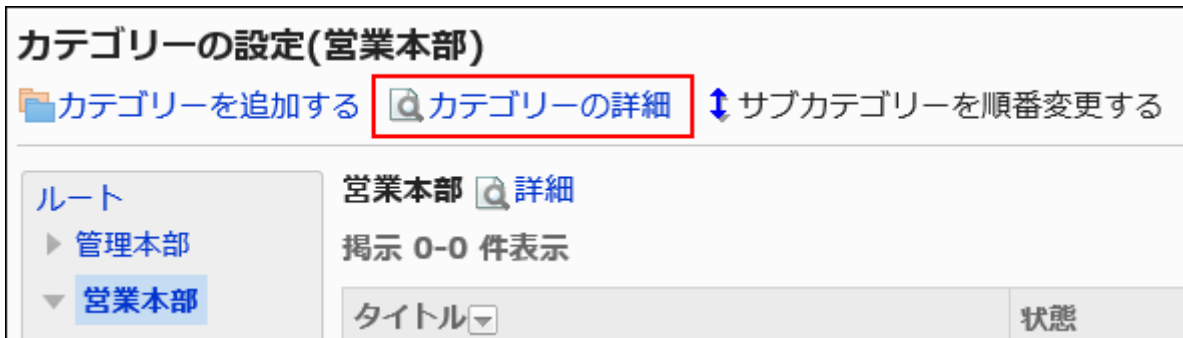 カテゴリーの設定(営業本部)
カテゴリーを追加する カテゴリーの詳細 サブカテゴリーを順番変更する
ルート
管理本部
営業本部
営業本部 詳細
掲示 0-0 件表示
タイトル 状態